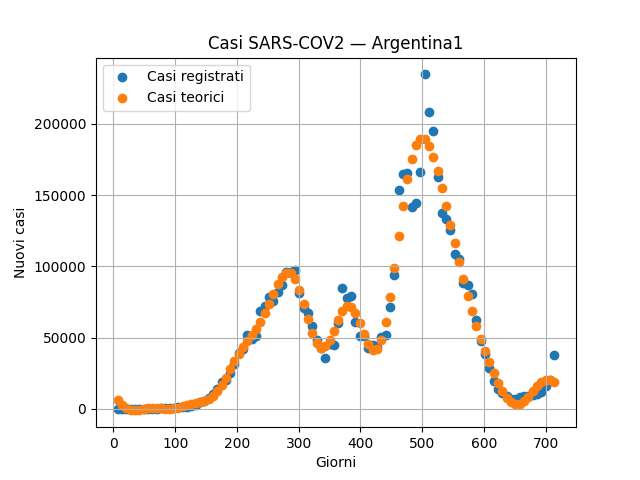 Casi SARS-COV2 — Argentina1
Casi registrati
Casi teorici
Nuovi casi
200000
150000
100000
50000
0
0 100 200 300 400 500 600 700
Giorni